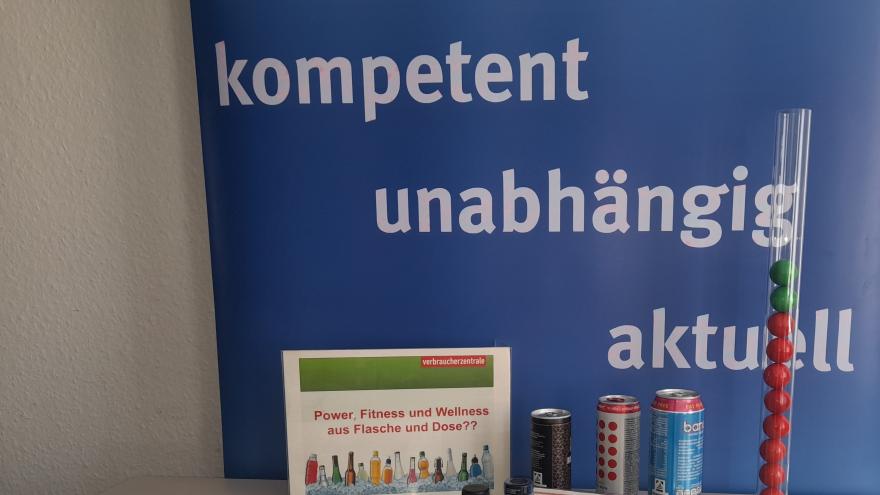 kompetent
unabhängig
aktuell
verbraucherzentrale
Power, Fitness und Wellness
aus Flasche und Dose??